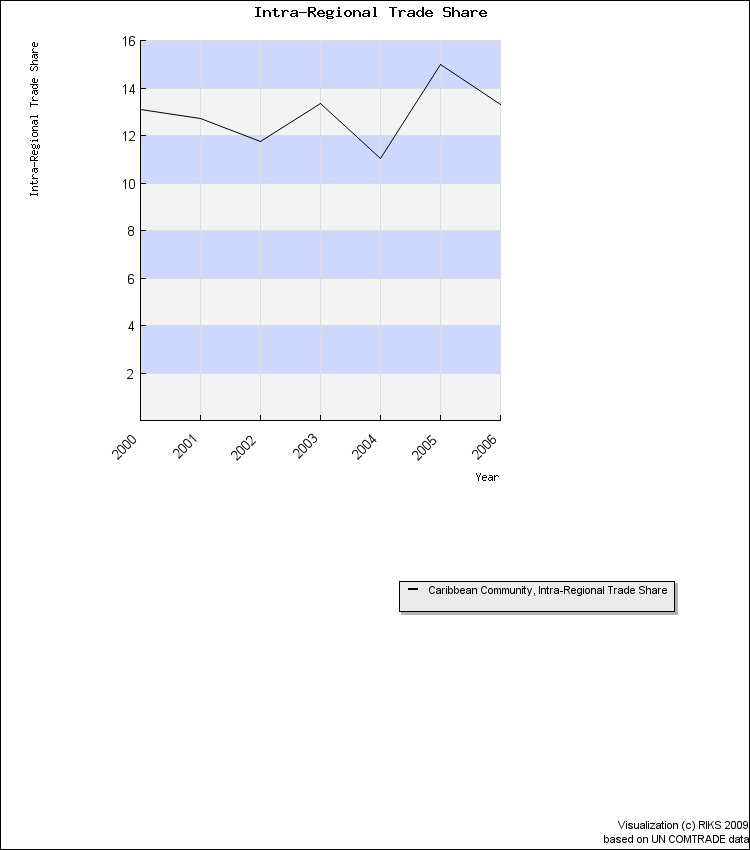 Intra-Regional Trade Share
Intra-Regional Trade Share
16
14
12
10
8
6
4
2
2000 2001 2002 2003 2004 2005 2006
Year
Caribbean Community, Intra-Regional Trade Share
Visualization (c) RIKS 2009
based on UN COMTRADE data